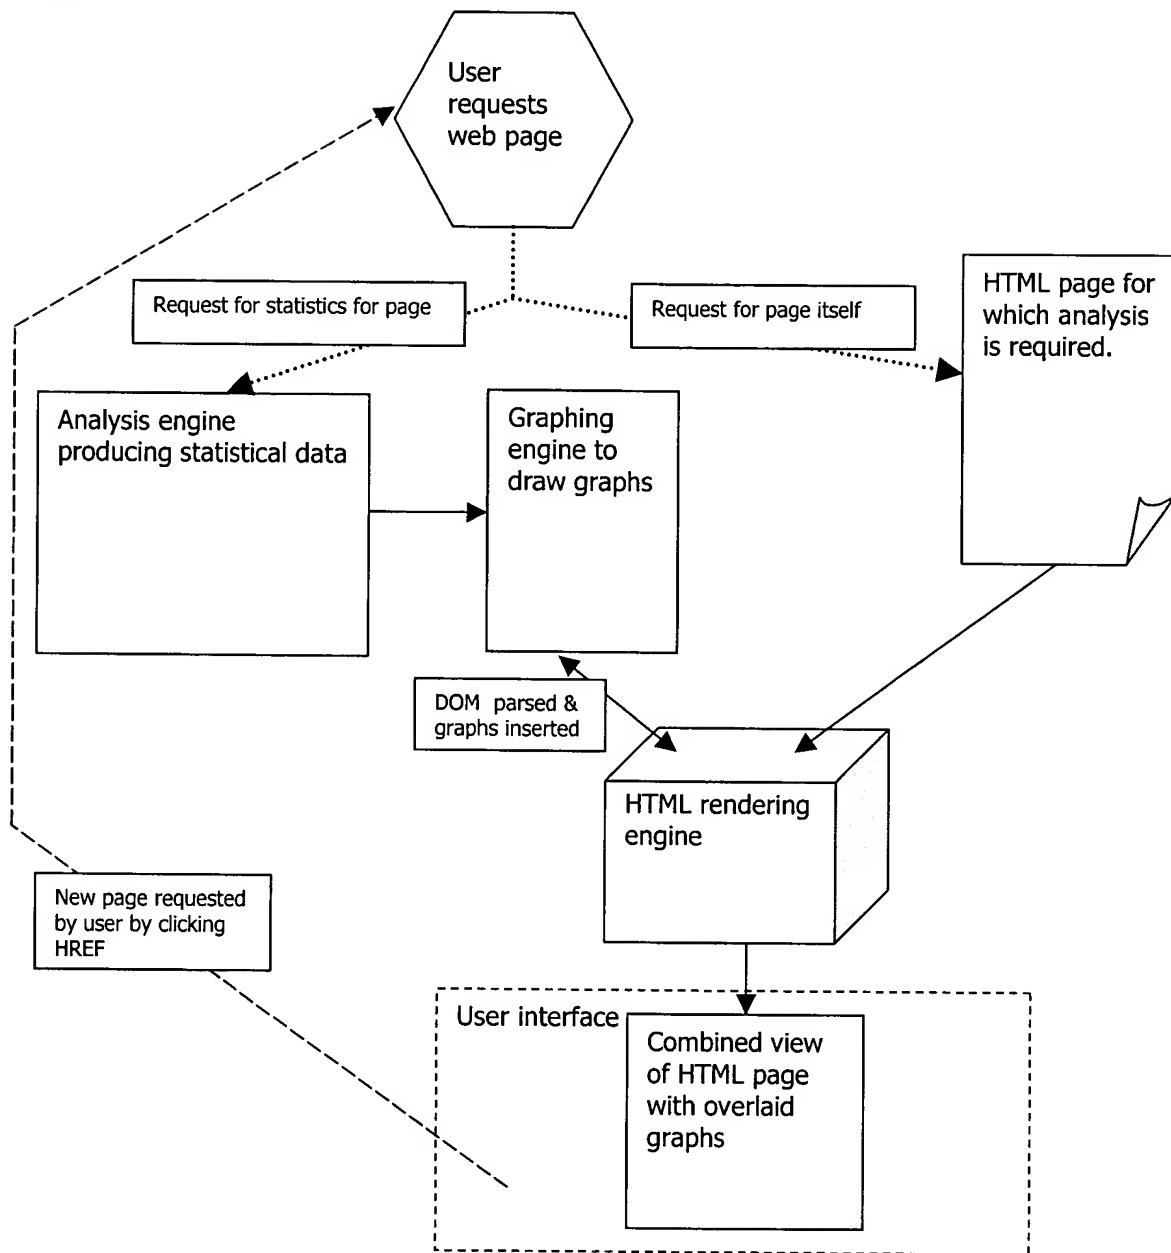 User
requests
web page
Request for statistics for page
Request for page itself
HTML page for
which analysis
is required.
Analysis engine
producing statistical data
Graphing
engine to
draw graphs
DOM parsed &
graphs inserted
HTML rendering
engine
New page requested
by user by clicking
HREF
User interface
Combined view
of HTML page
with overlaid
graphs